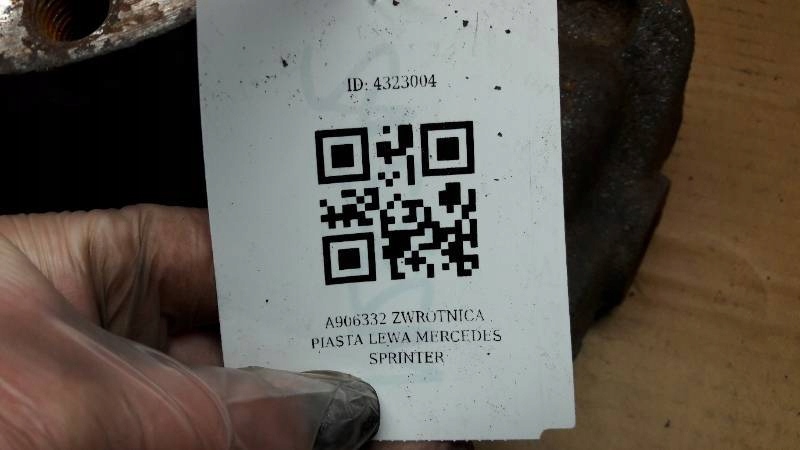 ID: 4323004
A906332 ZWROTNICA
PIASTA LEWA MERCEDES
SPRINTER